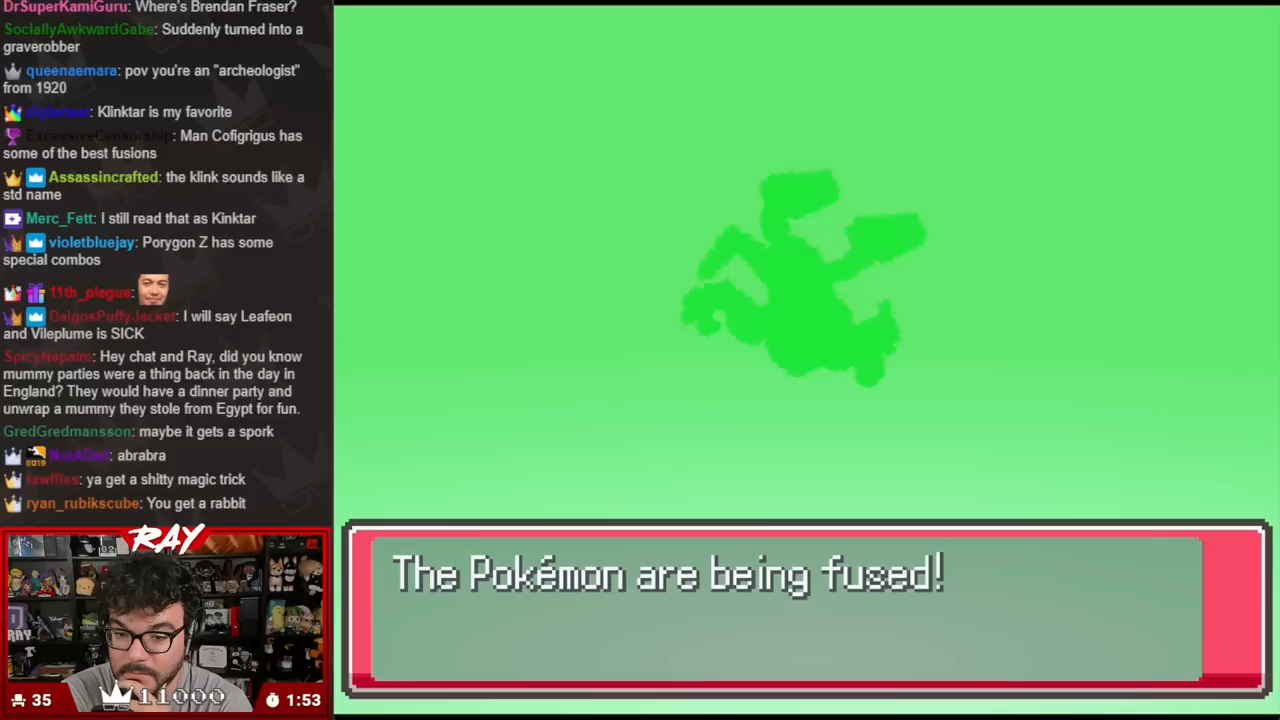 DrSuperKamiGuru: Where's Brendan Fraser?
SociallyAwkwardGabe: Suddenly turned into a
graverobber
queenaemara: pov you're an "archeologist"
from 1920
Klinktar is my favorite
ExcessiveCensorship: Man Cofigrigus has
some of the best fusions
Assassincrafted: the klink sounds like a
std name
Merc_Fett: I still read that as Kinktar
violetbluejay: Porygon Z has some
special combos
11th_plague:
DaigosPuffyJacket: I will say Leafeon
and Vileplume is SICK
SpicyNapalm: Hey chat and Ray, did you know
mummy parties were a thing back in the day in
England? They would have a dinner party and
unwrap a mummy they stole from Egypt for fun.
GredGredmansson: maybe it gets a spork
abrabra
fawffles: ya get a shitty magic trick
ryan_rubikscube: You get a rabbit
RAY
35
11000
1:53
The Pokémon are being fused!